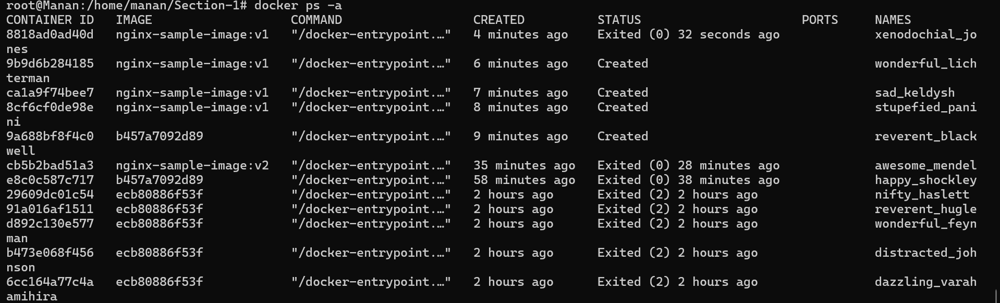 root@Manan:/home/manan/Section-1# docker ps -a
CONTAINER ID   IMAGE                   COMMAND                  CREATED          STATUS                      PORTS     NAMES
8818ad0ad40d   nginx-sample-image:v1   "/docker-entrypoint.…"   4 minutes ago    Exited (0) 32 seconds ago             xenodochial_jo
nes
9b9d6b284185   nginx-sample-image:v1   "/docker-entrypoint.…"   6 minutes ago    Created                               wonderful_lich
terman
ca1a9f74bee7   nginx-sample-image:v1   "/docker-entrypoint.…"   7 minutes ago    Created                               sad_keldysh
8cf6cf0de98e   nginx-sample-image:v1   "/docker-entrypoint.…"   8 minutes ago    Created                               stupefied_pani
ni
9a688bf8f4c0   b457a7092d89            "/docker-entrypoint.…"   9 minutes ago    Created                               reverent_black
well
cb5b2bad51a3   nginx-sample-image:v2   "/docker-entrypoint.…"   35 minutes ago   Exited (0) 28 minutes ago             awesome_mendel
e8c0c587c717   b457a7092d89            "/docker-entrypoint.…"   58 minutes ago   Exited (0) 38 minutes ago             happy_shockley
29609dc01c54   ecb80886f53f            "/docker-entrypoint.…"   2 hours ago      Exited (2) 2 hours ago                nifty_haslett
91a016af1511   ecb80886f53f            "/docker-entrypoint.…"   2 hours ago      Exited (2) 2 hours ago                reverent_hugle
d892c130e577   ecb80886f53f            "/docker-entrypoint.…"   2 hours ago      Exited (2) 2 hours ago                wonderful_feyn
man
b473e068f456   ecb80886f53f            "/docker-entrypoint.…"   2 hours ago      Exited (2) 2 hours ago                distracted_joh
nson
6cc164a77c4a   ecb80886f53f            "/docker-entrypoint.…"   2 hours ago      Exited (2) 2 hours ago                dazzling_varah
amihira